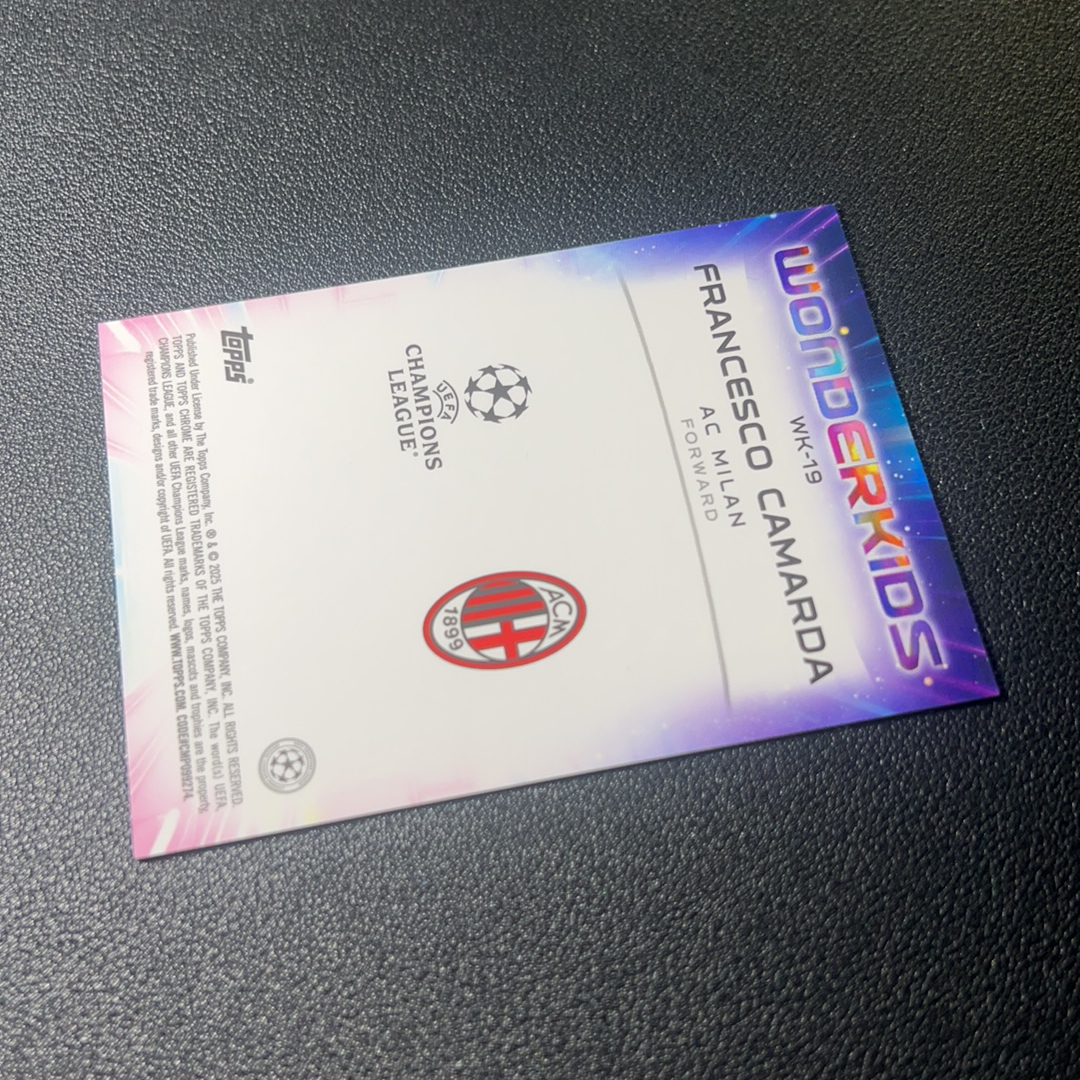 WONDERKIDS
WK-19
FRANCESCO CAMARDA
AC MILAN
FORWARD
UEFA
CHAMPIONS
LEAGUE®
ACM
1899
topps
Published Under License by The Topps Company, Inc. ® & © 2025 THE TOPPS COMPANY, INC. ALL RIGHTS RESERVED.
TOPPS AND TOPPS CHROME ARE REGISTERED TRADEMARKS OF THE TOPPS COMPANY, INC. The word(s) UEFA,
CHAMPIONS LEAGUE, and all other UEFA Champions League marks, names, logos, mascots and trophies are the property,
registered trade marks, designs and/or copyright of UEFA. All rights reserved. WWW.TOPPS.COM. CODE#CMP099274.